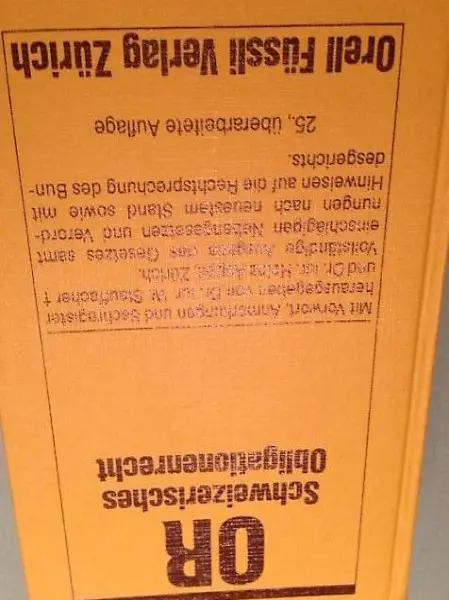 OR
Schweizerisches
Obligationenrecht
Mit Vorwort, Anmerkungen und Sachregister
herausgegeben von Dr. iur. W. Stauffacher †
und Dr. iur. Heinz Aeppli, Zürich.
Vollständige Ausgabe des Gesetzes samt
einschlägigen Nebengesetzen und Verord-
nungen nach neuestem Stand sowie mit
Hinweisen auf die Rechtsprechung des Bun-
desgerichts.
25., überarbeitete Auflage
Orell Füssli Verlag Zürich